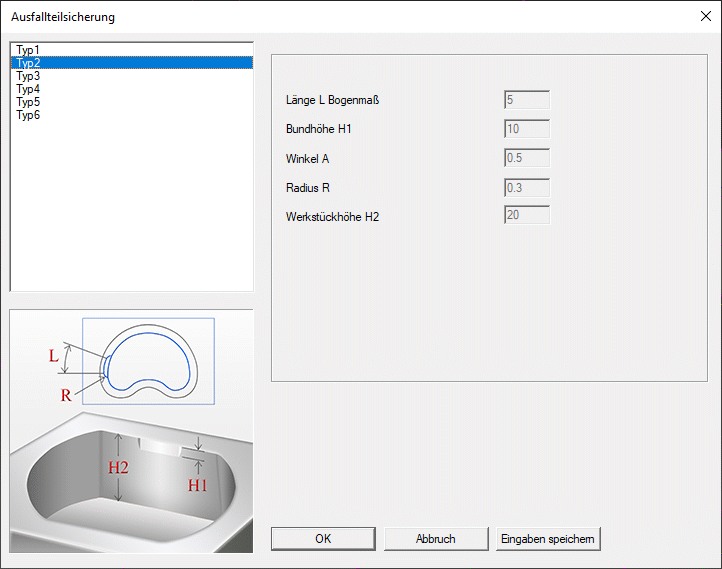 Ausfallteilsicherung
Typ1
Typ2
Typ3
Typ4
Typ5
Typ6
Länge L Bogenmaß 5
Bundhöhe H1 10
Winkel A 0.5
Radius R 0.3
Werkstückhöhe H2 20
L
R
H2
H1
OK Abbruch Eingaben speichern